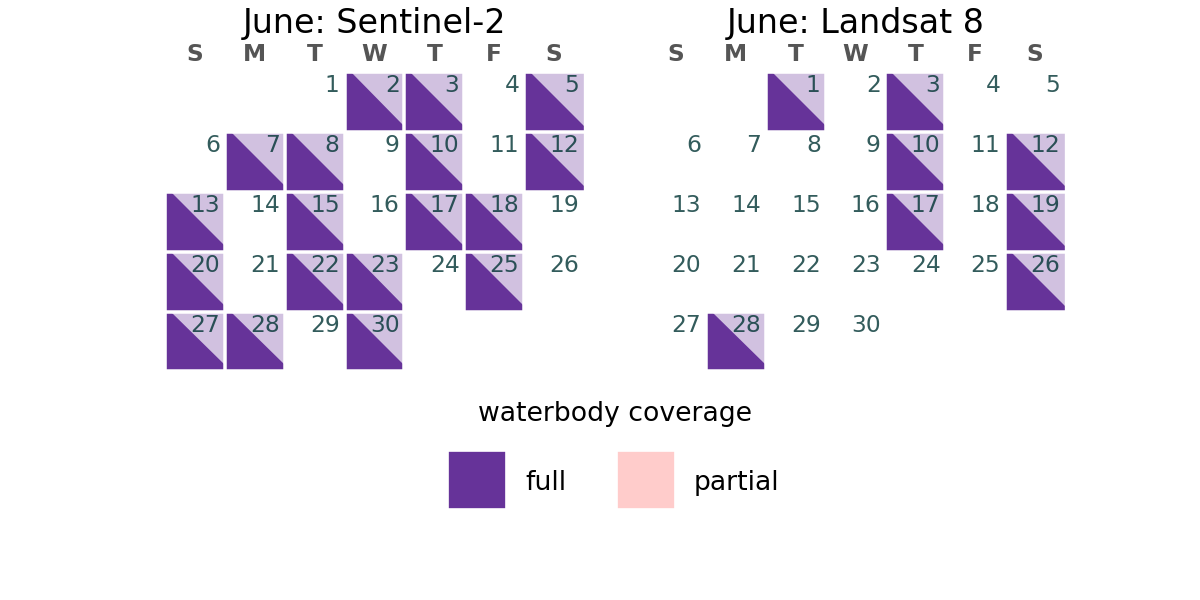 June: Sentinel-2
S M T W T F S
1 2 3 4 5
6 7 8 9 10 11 12
13 14 15 16 17 18 19
20 21 22 23 24 25 26
27 28 29 30
June: Landsat 8
S M T W T F S
1 2 3 4 5
6 7 8 9 10 11 12
13 14 15 16 17 18 19
20 21 22 23 24 25 26
27 28 29 30
waterbody coverage
full partial